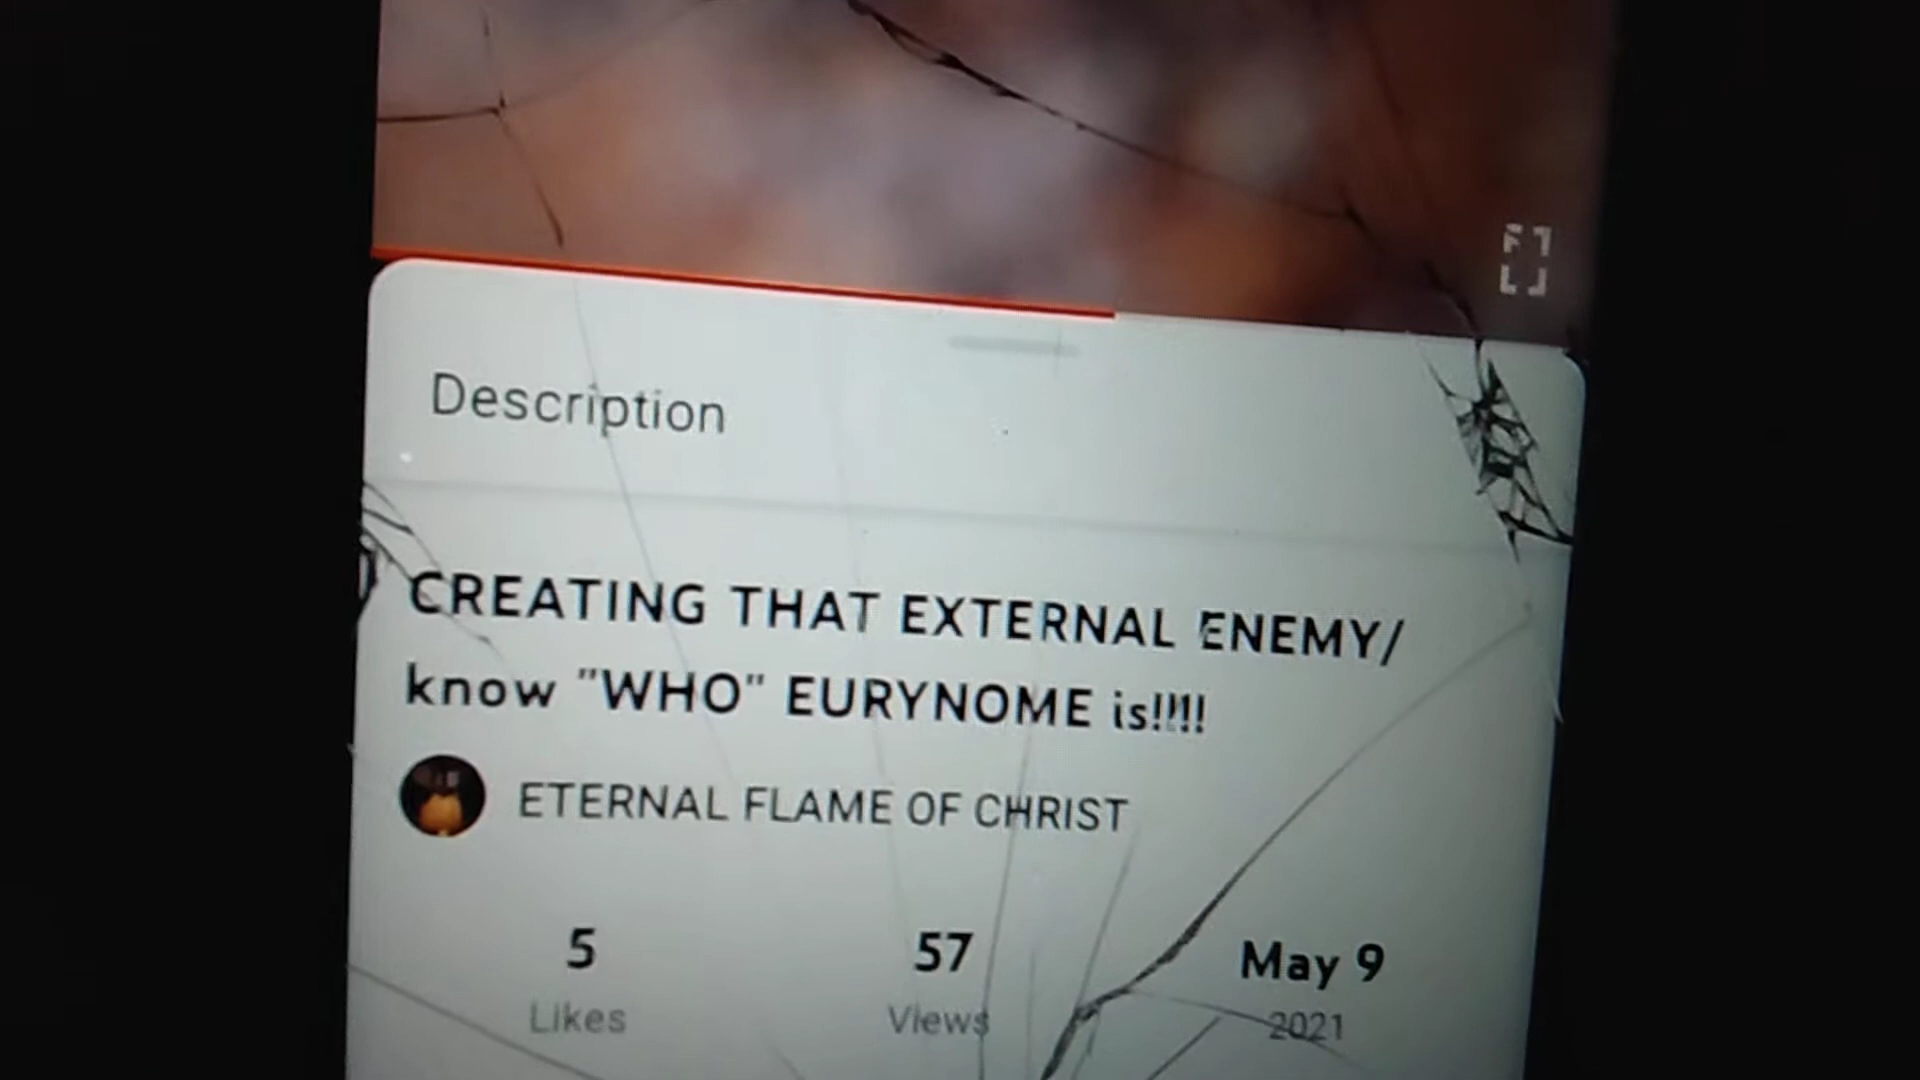 Description
CREATING THAT EXTERNAL ENEMY/
know "WHO" EURYNOME is!!!!
ETERNAL FLAME OF CHRIST
5
57
May 9
Likes
Views
2021